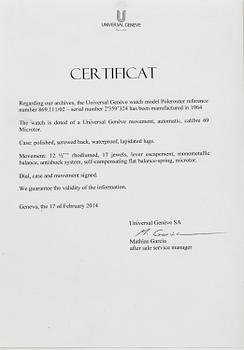 UNIVERSAL GENÈVE
CERTIFICAT
Regarding our archives, the Universal Genève watch model Polerouter reference
number 869.111/02 – serial number 2'359'324 has been manufactured in 1964
The watch is doted of a Universal Genève movement, automatic, calibre 69
Microtor.
Case: polished, screwed back, waterproof, lapidated lugs.
Movement: 12 ½''' rhodiumed, 17 jewels, lever escapement, monometallic
balance, antishock system, self-compensating flat balance-spring, microtor.
Dial, case and movement signed.
We guarantee the validity of the information.
Geneva, the 17 of February 2014
Universal Genève SA
M. Garcia
Mathias Garcia
after sale service manager